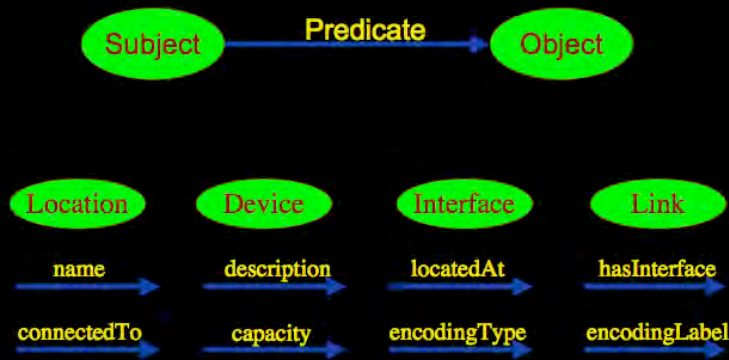 Subject Predicate Object
Location Device Interface Link
name description locatedAt hasInterface
connectedTo capacity encodingType encodingLabel